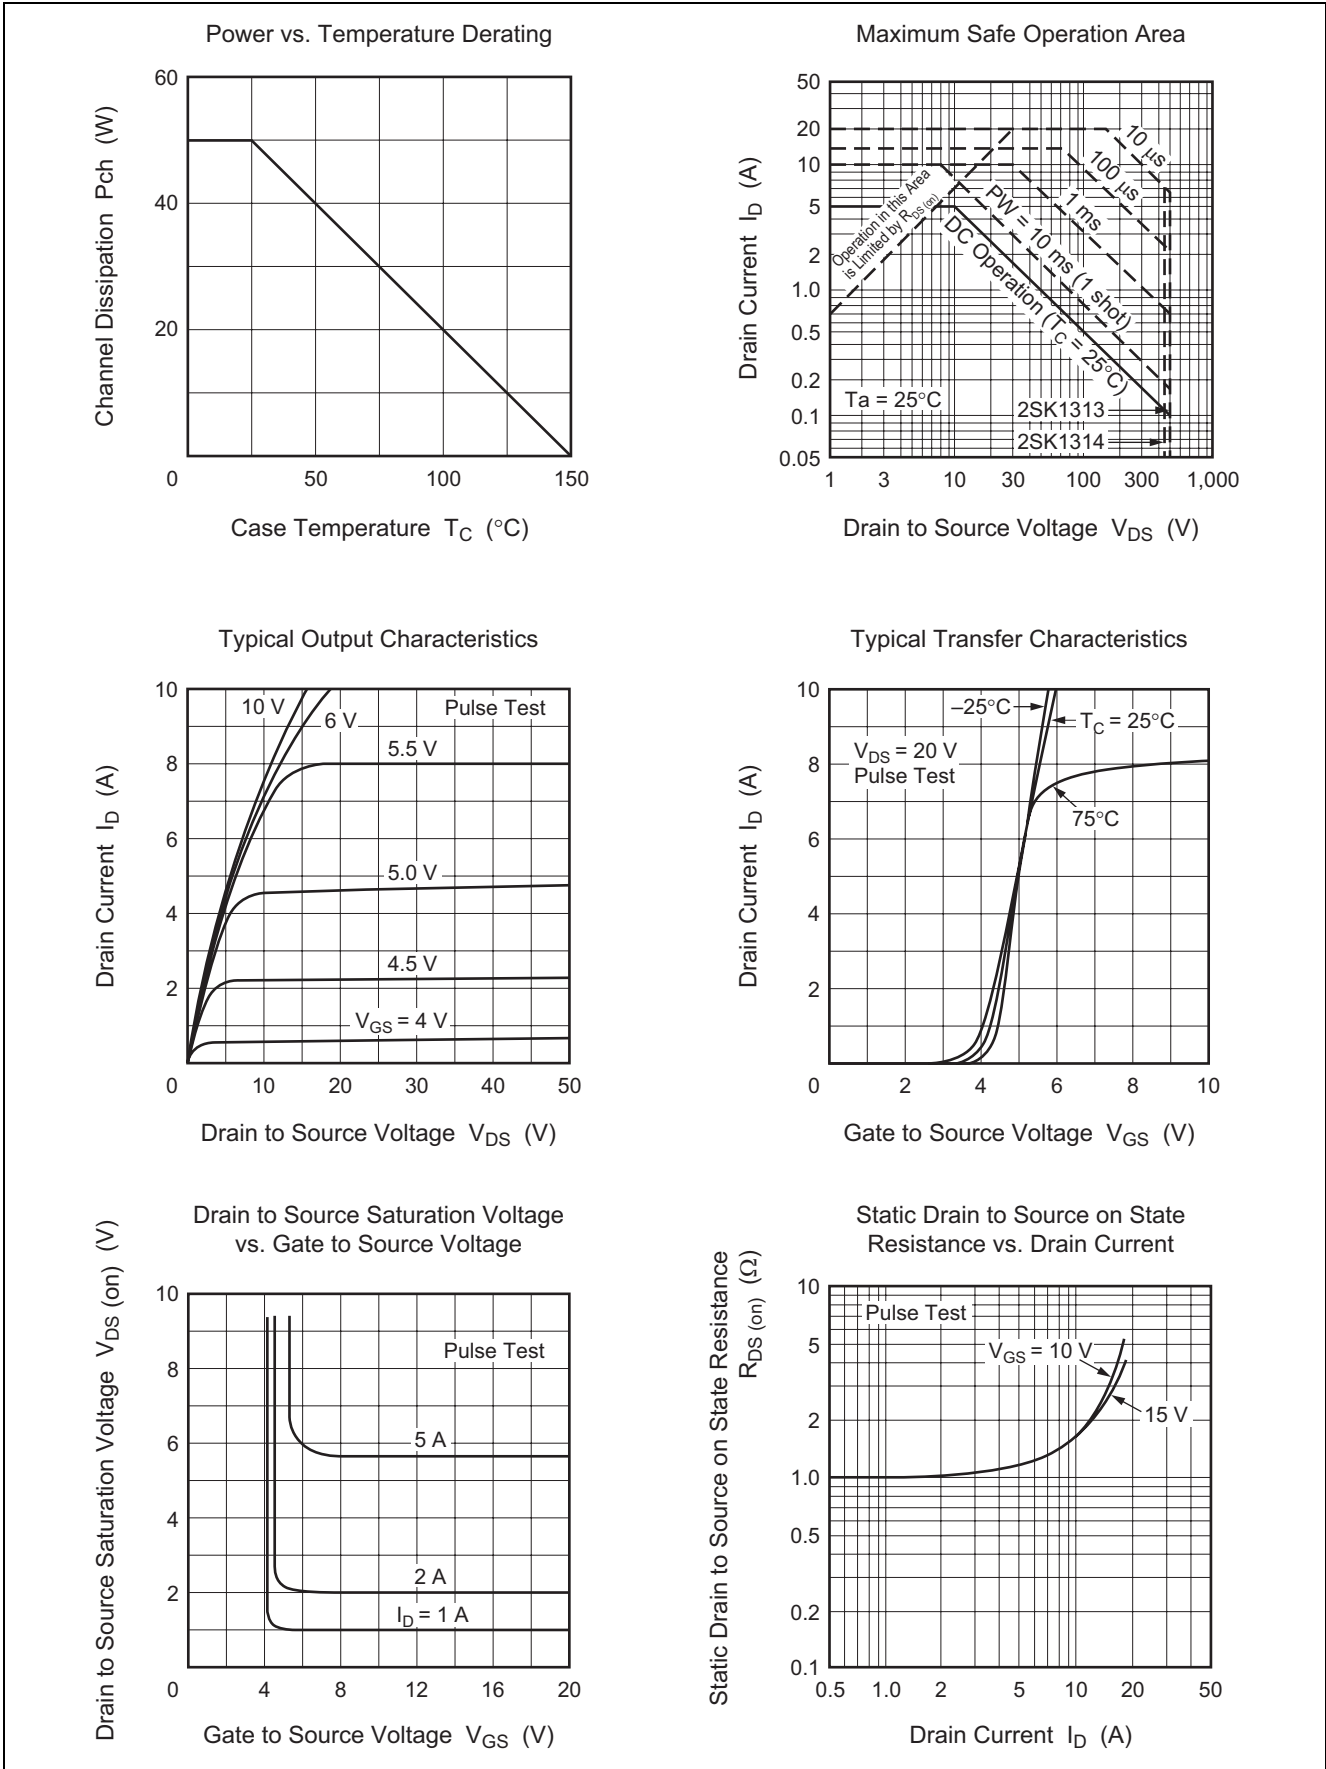 Power vs. Temperature Derating
Channel Dissipation Pch (W)
60
40
20
0
50
100
150
Case Temperature TC (°C)
Maximum Safe Operation Area
Drain Current ID (A)
50
20
10
5
2
1.0
0.5
0.2
0.1
0.05
Operation in this Area
is Limited by RDS (on)
10 µs
100 µs
1 ms
PW = 10 ms (1 shot)
DC Operation (TC = 25°C)
Ta = 25°C
2SK1313
2SK1314
1
3
10
30
100
300
1,000
Drain to Source Voltage VDS (V)
Typical Output Characteristics
Drain Current ID (A)
10
8
6
4
2
0
10 V
6 V
Pulse Test
5.5 V
5.0 V
4.5 V
VGS = 4 V
10
20
30
40
50
Drain to Source Voltage VDS (V)
Typical Transfer Characteristics
Drain Current ID (A)
10
8
6
4
2
0
–25°C
TC = 25°C
VDS = 20 V
Pulse Test
75°C
2
4
6
8
10
Gate to Source Voltage VGS (V)
Drain to Source Saturation Voltage
vs. Gate to Source Voltage
Drain to Source Saturation Voltage VDS (on) (V)
10
8
6
4
2
0
Pulse Test
5 A
2 A
ID = 1 A
4
8
12
16
20
Gate to Source Voltage VGS (V)
Static Drain to Source on State
Resistance vs. Drain Current
Static Drain to Source on State Resistance
RDS (on) (Ω)
10
5
2
1.0
0.5
0.2
0.1
Pulse Test
VGS = 10 V
15 V
0.5
1.0
2
5
10
20
50
Drain Current ID (A)